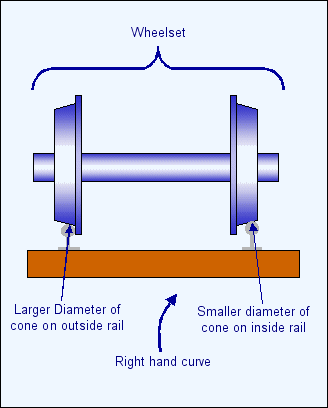 Wheelset
Larger Diameter of
cone on outside rail
Smaller diameter of
cone on inside rail
Right hand curve